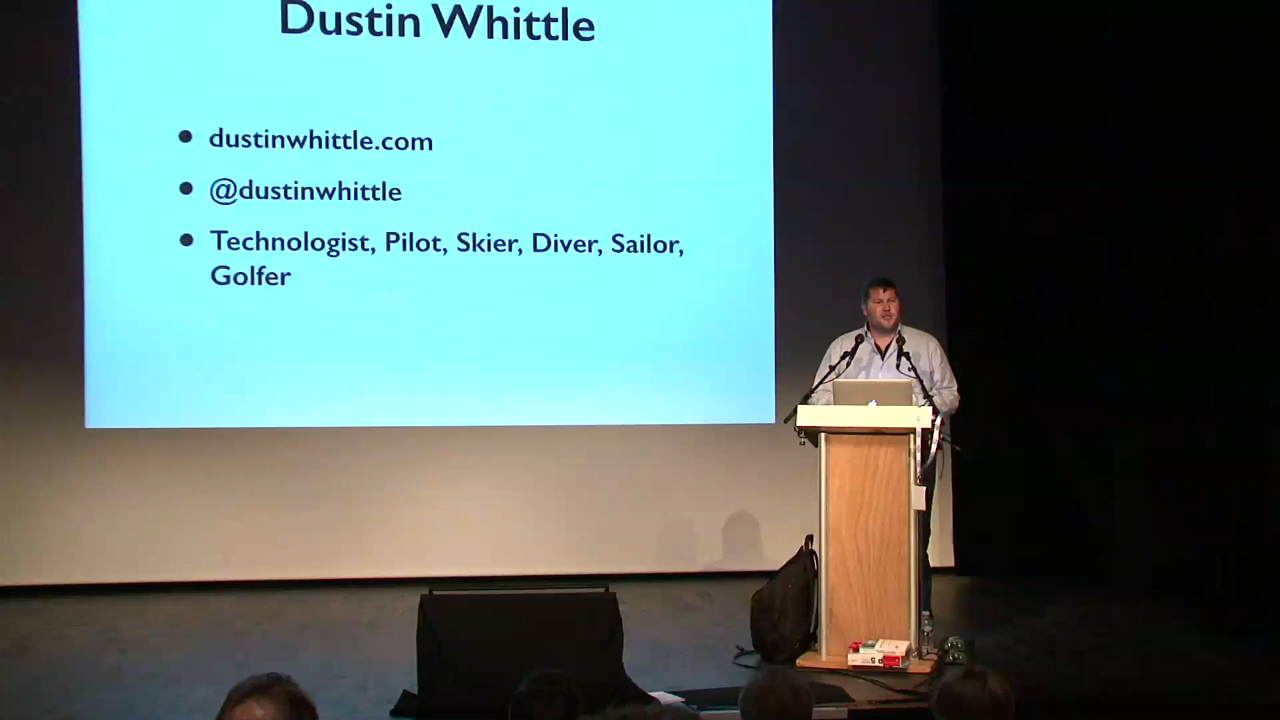 Dustin Whittle
• dustinwhittle.com
• @dustinwhittle
• Technologist, Pilot, Skier, Diver, Sailor,
Golfer